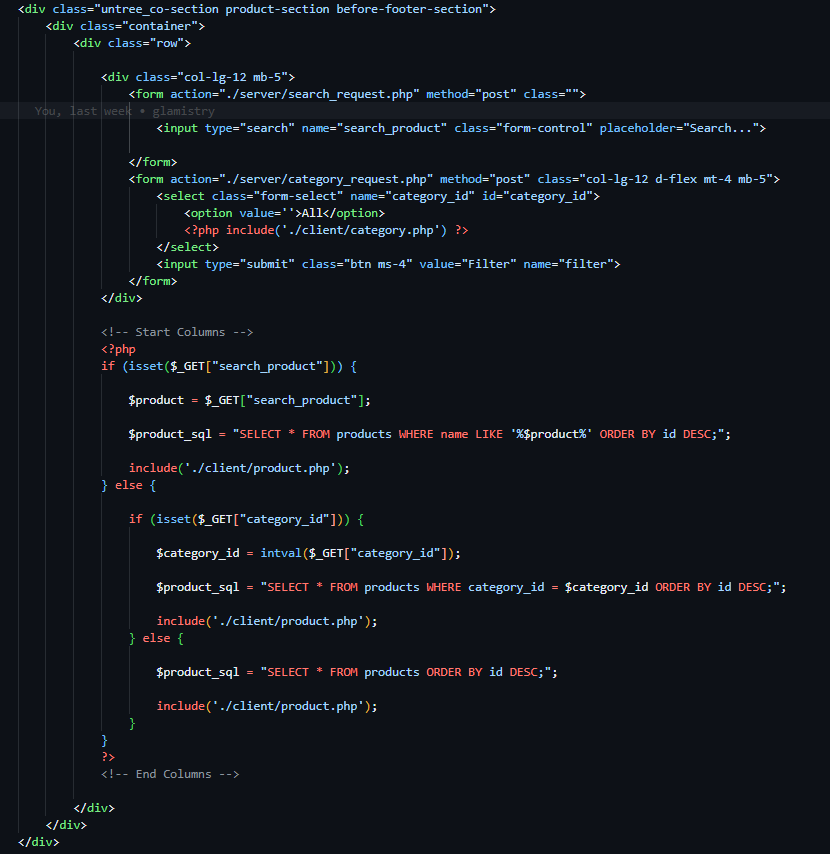 <div class="untree_co-section product-section before-footer-section">
<div class="container">
<div class="row">
<div class="col-lg-12 mb-5">
<form action="./server/search_request.php" method="post" class="">
You, last week • glamistry
<input type="search" name="search_product" class="form-control" placeholder="Search...">
</form>
<form action="./server/category_request.php" method="post" class="col-lg-12 d-flex mt-4 mb-5">
<select class="form-select" name="category_id" id="category_id">
<option value=''>All</option>
<?php include('./client/category.php') ?>
</select>
<input type="submit" class="btn ms-4" value="Filter" name="filter">
</form>
</div>
<!-- Start Columns -->
<?php
if (isset($_GET["search_product"])) {
$product = $_GET["search_product"];
$product_sql = "SELECT * FROM products WHERE name LIKE '%$product%' ORDER BY id DESC;";
include('./client/product.php');
} else {
if (isset($_GET["category_id"])) {
$category_id = intval($_GET["category_id"]);
$product_sql = "SELECT * FROM products WHERE category_id = $category_id ORDER BY id DESC;";
include('./client/product.php');
} else {
$product_sql = "SELECT * FROM products ORDER BY id DESC;";
include('./client/product.php');
}
}
?>
<!-- End Columns -->
</div>
</div>
</div>